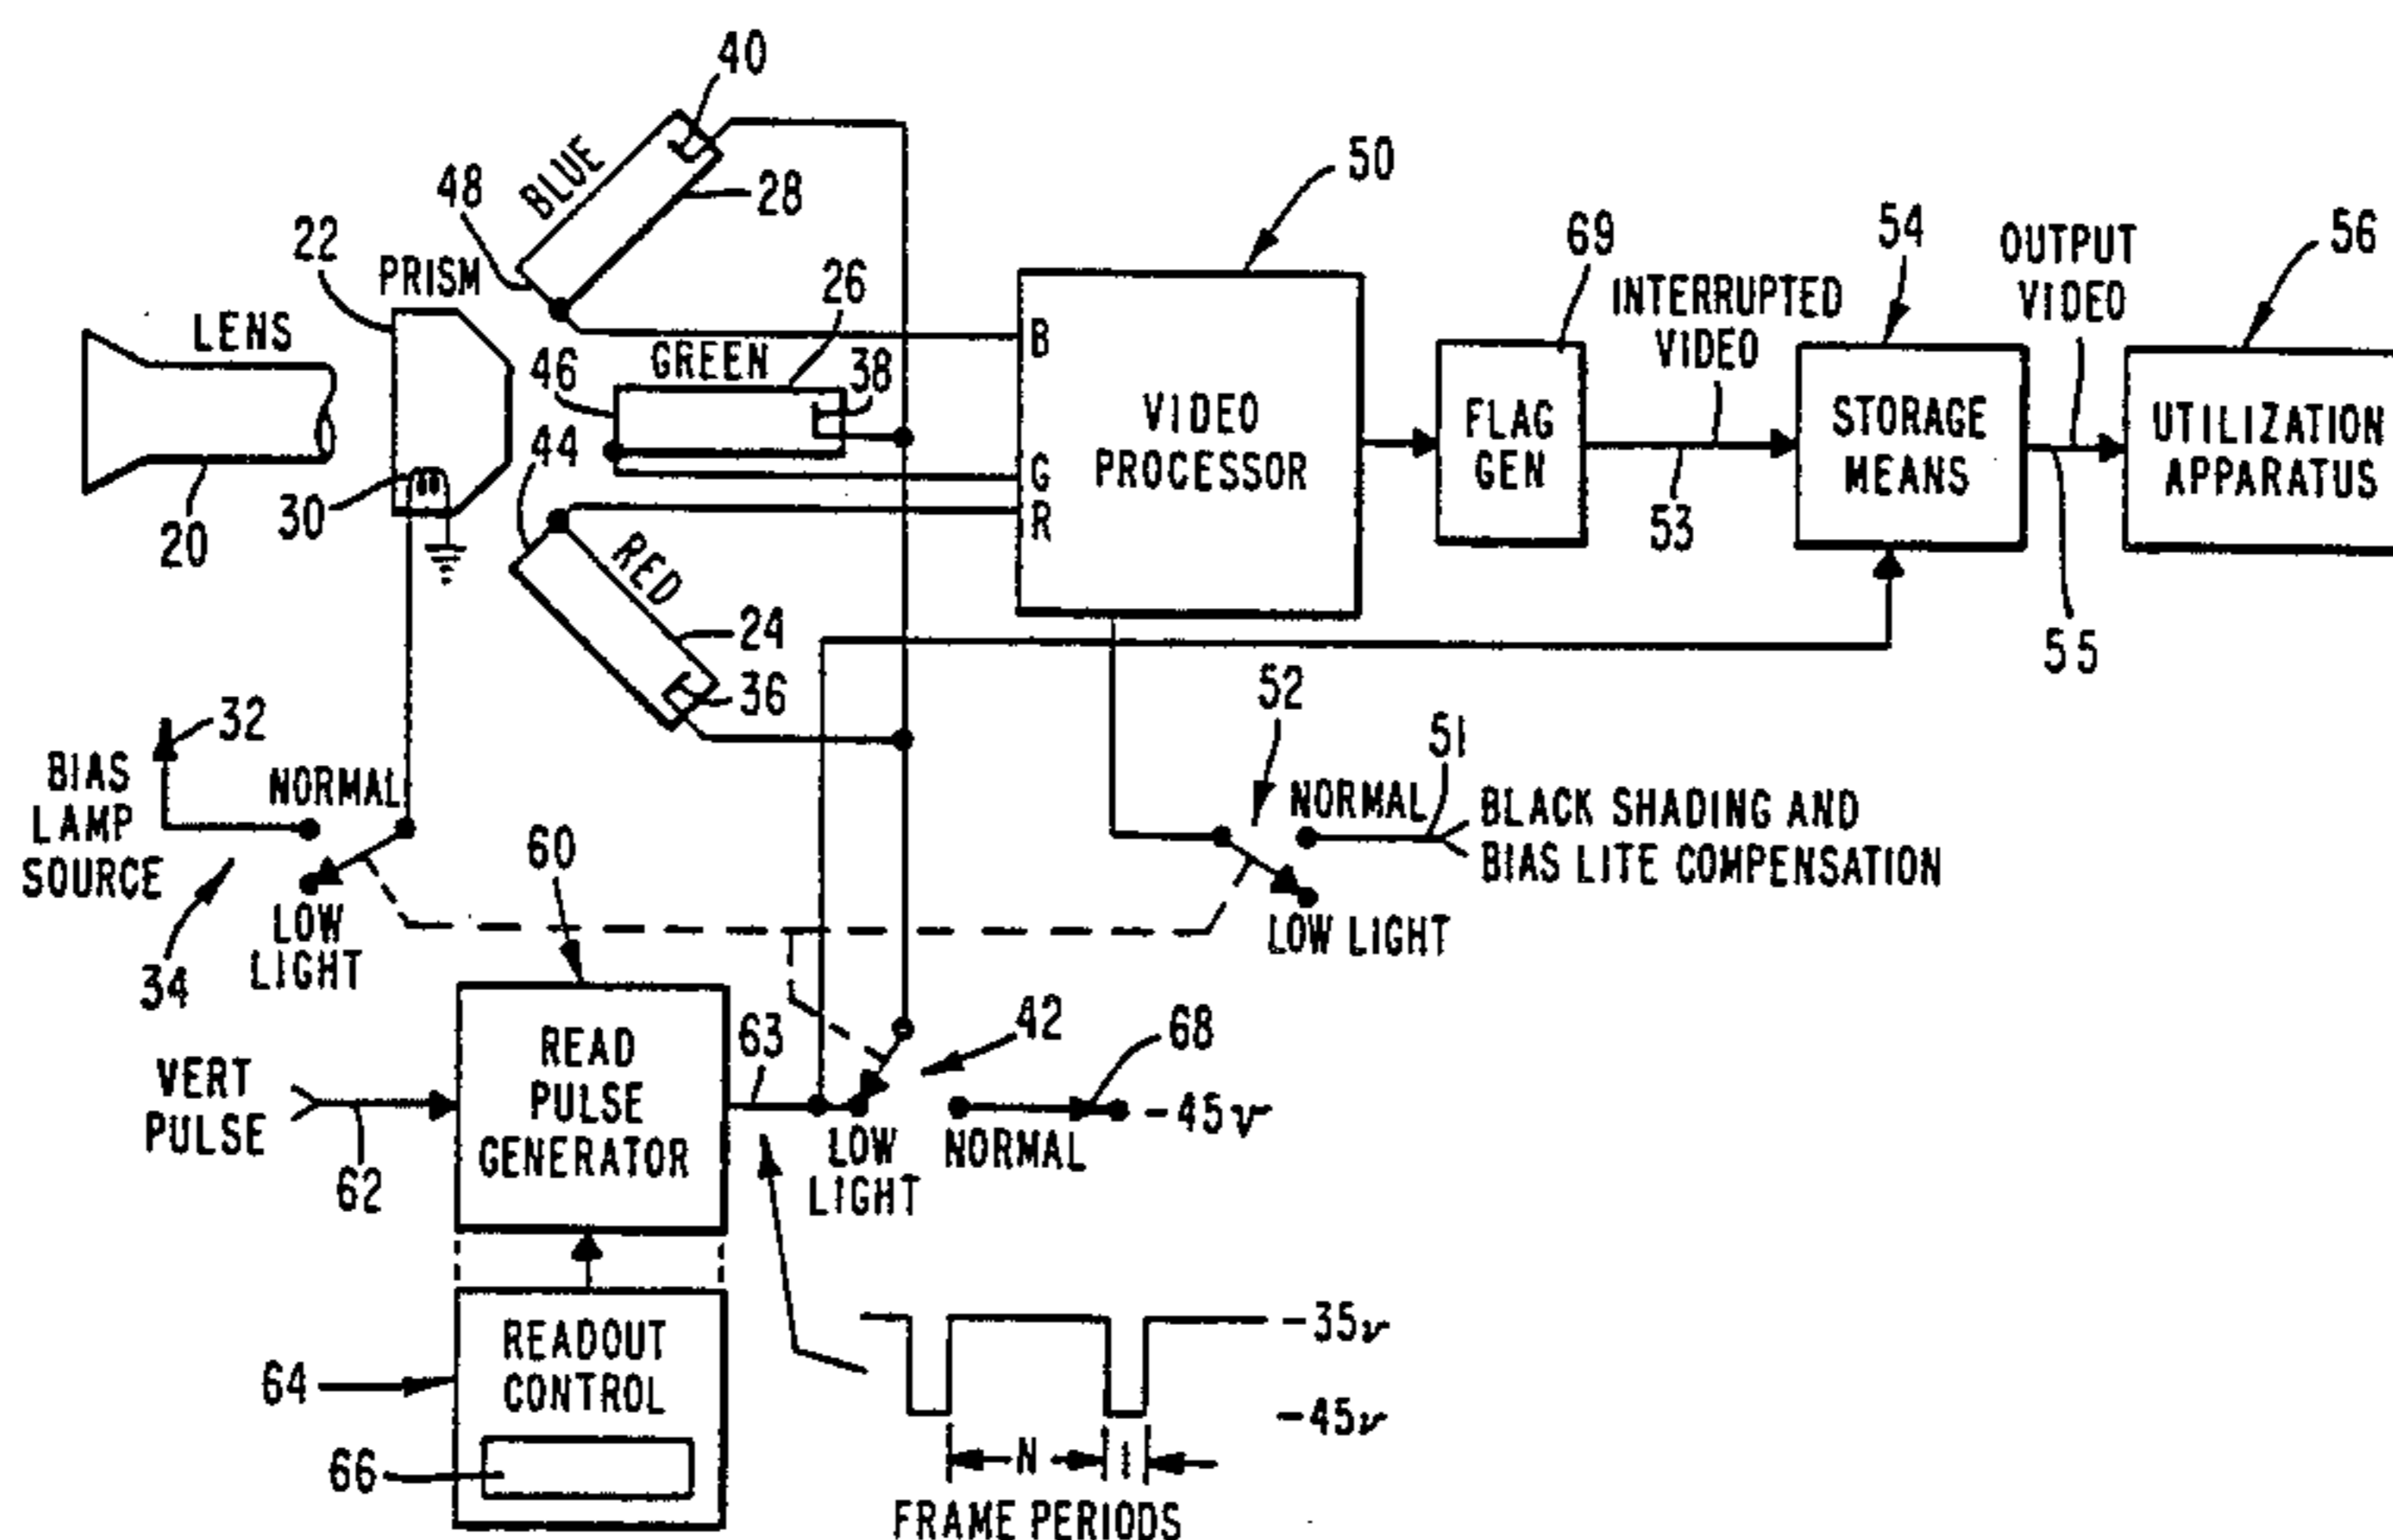 40
BLUE
48
28
50
22
PRISM
69
54
OUTPUT
VIDEO
56
26
INTERRUPTED
VIDEO
LENS
B
46
GREEN
38
VIDEO
PROCESSOR
FLAG
GEN
STORAGE
MEANS
UTILIZATION
APPARATUS
44
G
30
R
20
53
RED
24
55
36
52
32
51
BIAS
LAMP
SOURCE
NORMAL
NORMAL
BLACK SHADING AND
BIAS LITE COMPENSATION
60
LOW
LIGHT
LOW LIGHT
34
42
68
63
READ
PULSE
GENERATOR
VERT
PULSE
-45v
LOW
LIGHT
NORMAL
62
READOUT
CONTROL
-35v
64
-45v
66
N
1
FRAME PERIODS